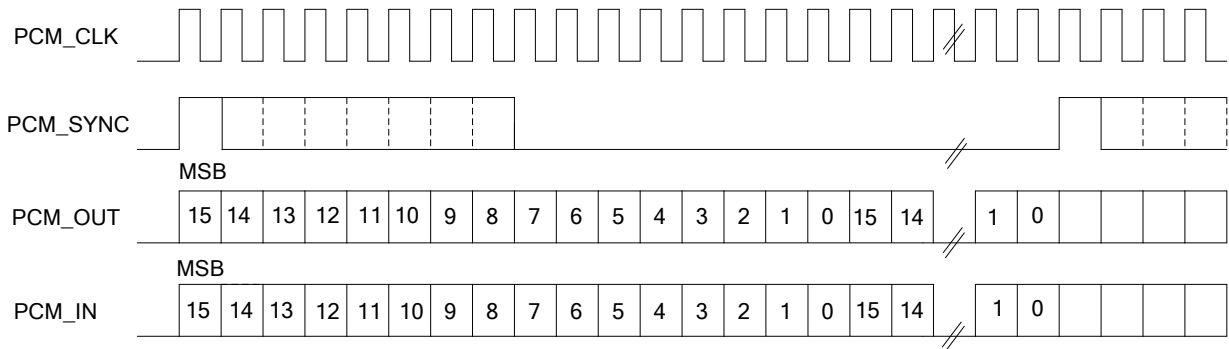 PCM_CLK
PCM_SYNC
MSB
PCM_OUT 15 14 13 12 11 10 9 8 7 6 5 4 3 2 1 0 15 14 1 0
MSB
PCM_IN 15 14 13 12 11 10 9 8 7 6 5 4 3 2 1 0 15 14 1 0